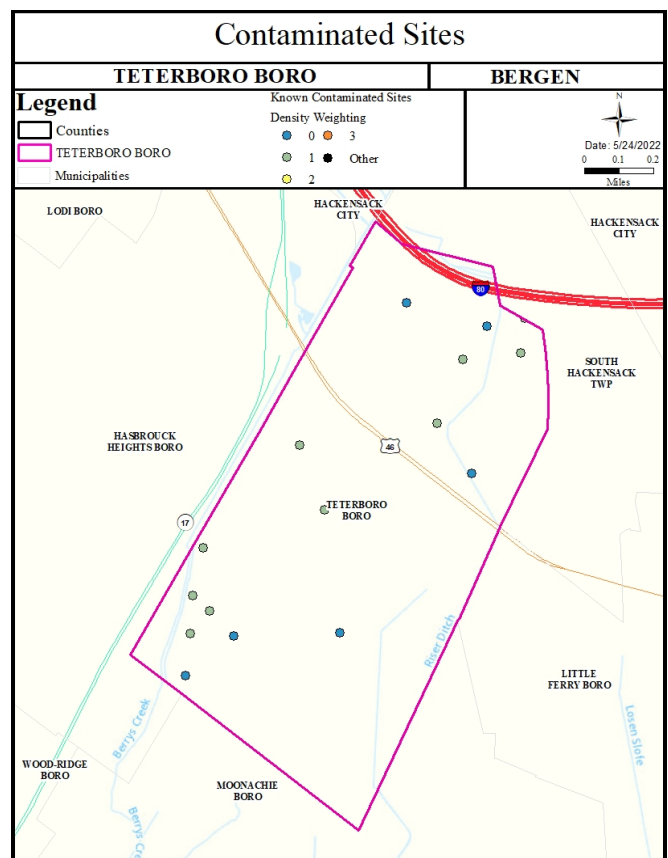 Contaminated Sites
TETERBORO BORO
BERGEN
Legend
Counties
TETERBORO BORO
Municipalities
Known Contaminated Sites
Density Weighting
0
3
1
Other
2
N
Date: 5/24/2022
0 0.1 0.2
Miles
LODI BORO
HACKENSACK
CITY
HACKENSACK
CITY
80
SOUTH
HACKENSACK
TWP
HASBROUCK
HEIGHTS BORO
46
TETERBORO
BORO
17
Riser Ditch
LITTLE
FERRY BORO
Berrys Creek
Losen Slofe
WOOD-RIDGE
BORO
MOONACHIE
BORO